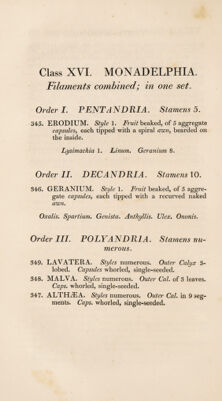 Class XVI. MONADELPHIA.
Filaments combined; in one set.
Order I. PENTANDRIA. Stamens 5.
345. ERODIUM. Style 1. Fruit beaked, of 5 aggregate
capsules, each tipped with a spiral awn, bearded on
the inside.
Lysimachia 1. Linum. Geranium 8.
Order II. DECANDRIA. Stamens 10.
346. GERANIUM. Style 1. Fruit beaked, of 5 aggre-
gate capsules, each tipped with a recurved naked
awn.
Oxalis. Spartium. Genista. Anthyllis. Ulex. Ononis.
Order III. POLYANDRIA. Stamens nu-
merous.
349. LAVATERA. Styles numerous. Outer Calyx 3-
lobed. Capsules whorled, single-seeded.
348. MALVA. Styles numerous. Outer Cal. of 3 leaves.
Caps. whorled, single-seeded.
347. ALTHÆA. Styles numerous. Outer Cal. in 9 seg-
ments. Caps. whorled, single-seeded.